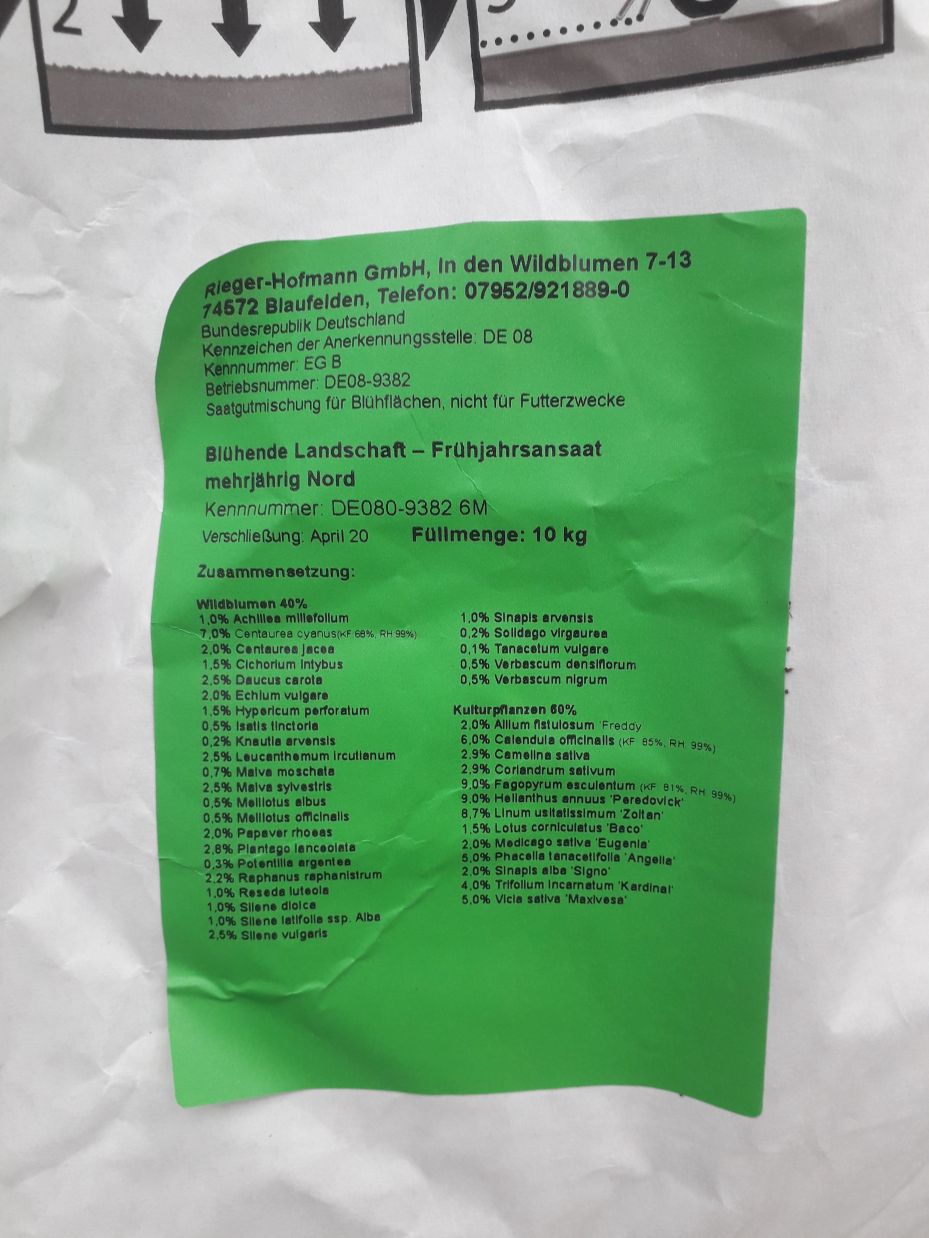 2
Rieger-Hofmann GmbH, In den Wildblumen 7-13
74572 Blaufelden, Telefon: 07952/921889-0
Bundesrepublik Deutschland
Kennzeichen der Anerkennungsstelle: DE 08
Kennnummer: EG B
Betriebsnummer: DE08-9382
Saatgutmischung für Blühflächen, nicht für Futterzwecke
Blühende Landschaft – Frühjahrsansaat
mehrjährig Nord
Kennnummer: DE080-9382 6M
Verschließung: April 20 Füllmenge: 10 kg
Zusammensetzung:
Wildblumen 40%
1,0% Achillea millefolium
7,0% Centaurea cyanus(KF 68%, RH 99%)
2,0% Centaurea jacea
1,5% Cichorium intybus
2,5% Daucus carota
2,0% Echium vulgare
1,5% Hypericum perforatum
0,5% Isatis tinctoria
0,2% Knautia arvensis
2,5% Leucanthemum ircutianum
0,7% Malva moschata
2,5% Malva sylvestris
0,5% Melilotus albus
0,5% Melilotus officinalis
2,0% Papaver rhoeas
2,8% Plantago lanceolata
0,3% Potentilla argentea
2,2% Raphanus raphanistrum
1,0% Reseda luteola
1,0% Silene dioica
1,0% Silene latifolia ssp. Alba
2,5% Silene vulgaris
1,0% Sinapis arvensis
0,2% Solidago virgaurea
0,1% Tanacetum vulgare
0,5% Verbascum densiflorum
0,5% Verbascum nigrum
Kulturpflanzen 60%
2,0% Allium fistulosum 'Freddy
6,0% Calendula officinalis (KF 85%, RH 99%)
2,9% Camelina sativa
2,9% Coriandrum sativum
9,0% Fagopyrum esculentum (KF 81%, RH 99%)
9,0% Helianthus annuus 'Peredovick'
8,7% Linum usitatissimum 'Zoltan'
1,5% Lotus corniculatus 'Baco'
2,0% Medicago sativa 'Eugenia'
5,0% Phacelia tanacetifolia 'Angelia'
2,0% Sinapis alba 'Signo'
4,0% Trifolium incarnatum 'Kardinal'
5,0% Vicia sativa 'Maxivesa'